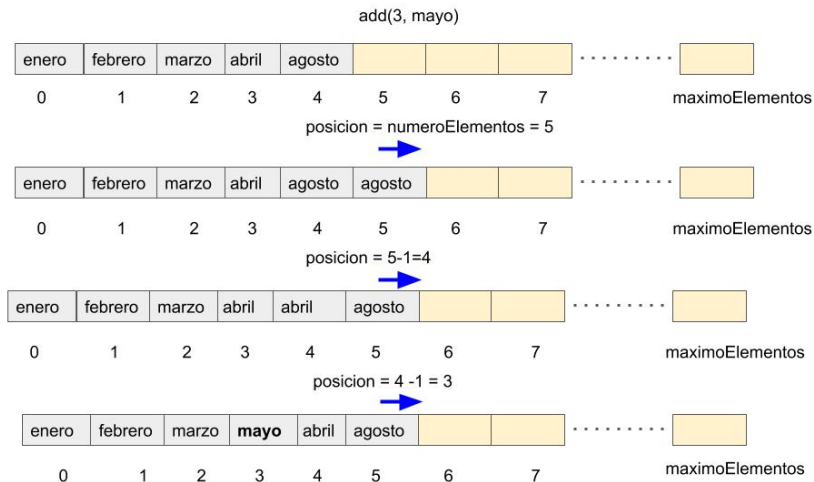 add(3, mayo)
enero febrero marzo abril agosto
0 1 2 3 4 5 6 7 maximoElementos
posicion = numeroElementos = 5
enero febrero marzo abril agosto agosto
0 1 2 3 4 5 6 7 maximoElementos
posicion = 5-1=4
enero febrero marzo abril abril agosto
0 1 2 3 4 5 6 7 maximoElementos
posicion = 4 -1 = 3
enero febrero marzo mayo abril agosto
0 1 2 3 4 5 6 7 maximoElementos